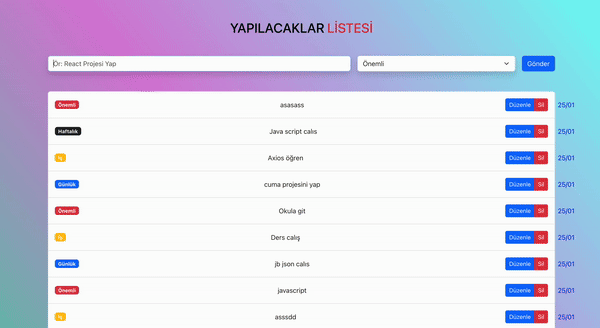 YAPILACAKLAR LİSTESİ
Ör: React Projesi Yap Önemli Gönder
Önemli asasass Düzenle Sil 25/01
Haftalık Java script calıs Düzenle Sil 25/01
İş Axios öğren Düzenle Sil 25/01
Günlük cuma projesini yap Düzenle Sil 25/01
Önemli Okula git Düzenle Sil 25/01
İş Ders calış Düzenle Sil 25/01
Günlük jb json calıs Düzenle Sil 25/01
Önemli javascript Düzenle Sil 25/01
İş asssdd Düzenle Sil 25/01